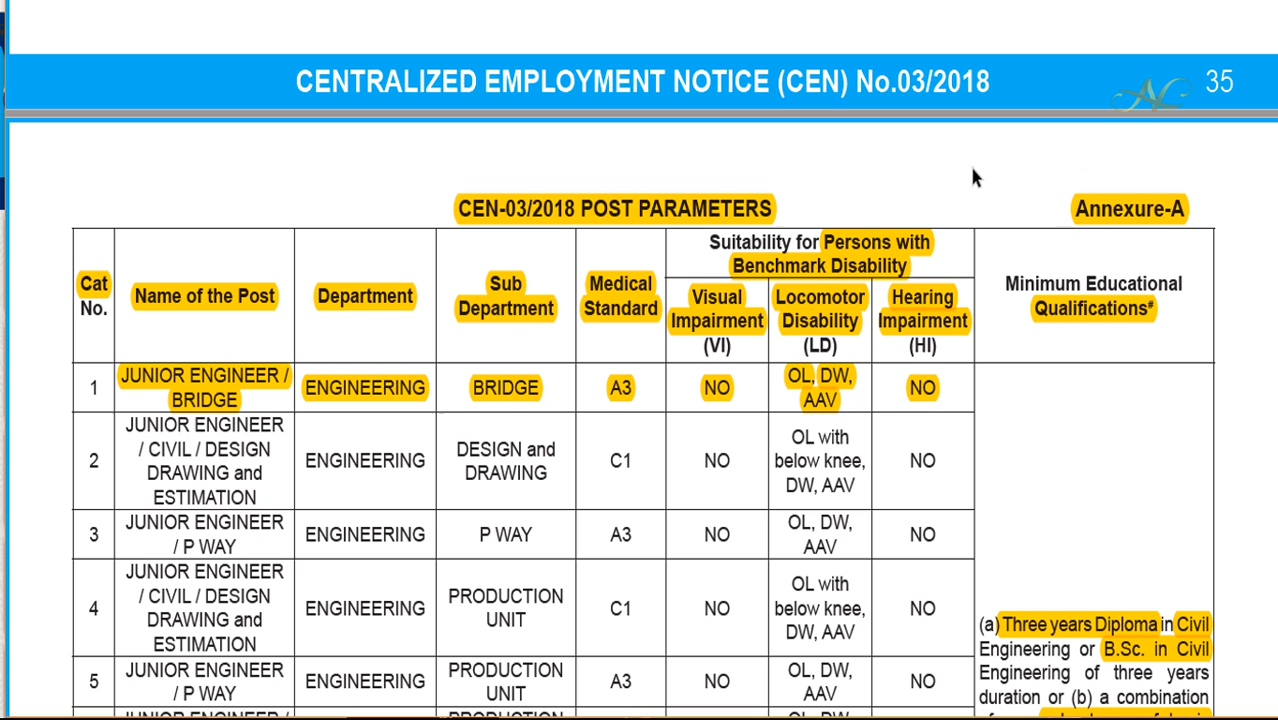 CENTRALIZED EMPLOYMENT NOTICE (CEN) No.03/2018
35
CEN-03/2018 POST PARAMETERS
Annexure-A
Cat
No.
Name of the Post
Department
Sub
Department
Medical
Standard
Suitability for Persons with
Benchmark Disability
Visual
Impairment
(VI)
Locomotor
Disability
(LD)
Hearing
Impairment
(HI)
Minimum Educational
Qualifications#
1
JUNIOR ENGINEER /
BRIDGE
ENGINEERING
BRIDGE
A3
NO
OL, DW,
AAV
NO
2
JUNIOR ENGINEER
/ CIVIL / DESIGN
DRAWING and
ESTIMATION
ENGINEERING
DESIGN and
DRAWING
C1
NO
OL with
below knee,
DW, AAV
NO
3
JUNIOR ENGINEER
/ P WAY
ENGINEERING
P WAY
A3
NO
OL, DW,
AAV
NO
4
JUNIOR ENGINEER
/ CIVIL / DESIGN
DRAWING and
ESTIMATION
ENGINEERING
PRODUCTION
UNIT
C1
NO
OL with
below knee,
DW, AAV
NO
5
JUNIOR ENGINEER
/ P WAY
ENGINEERING
PRODUCTION
UNIT
A3
NO
OL, DW,
AAV
NO
(a) Three years Diploma in Civil
Engineering or B.Sc. in Civil
Engineering of three years
duration or (b) a combination